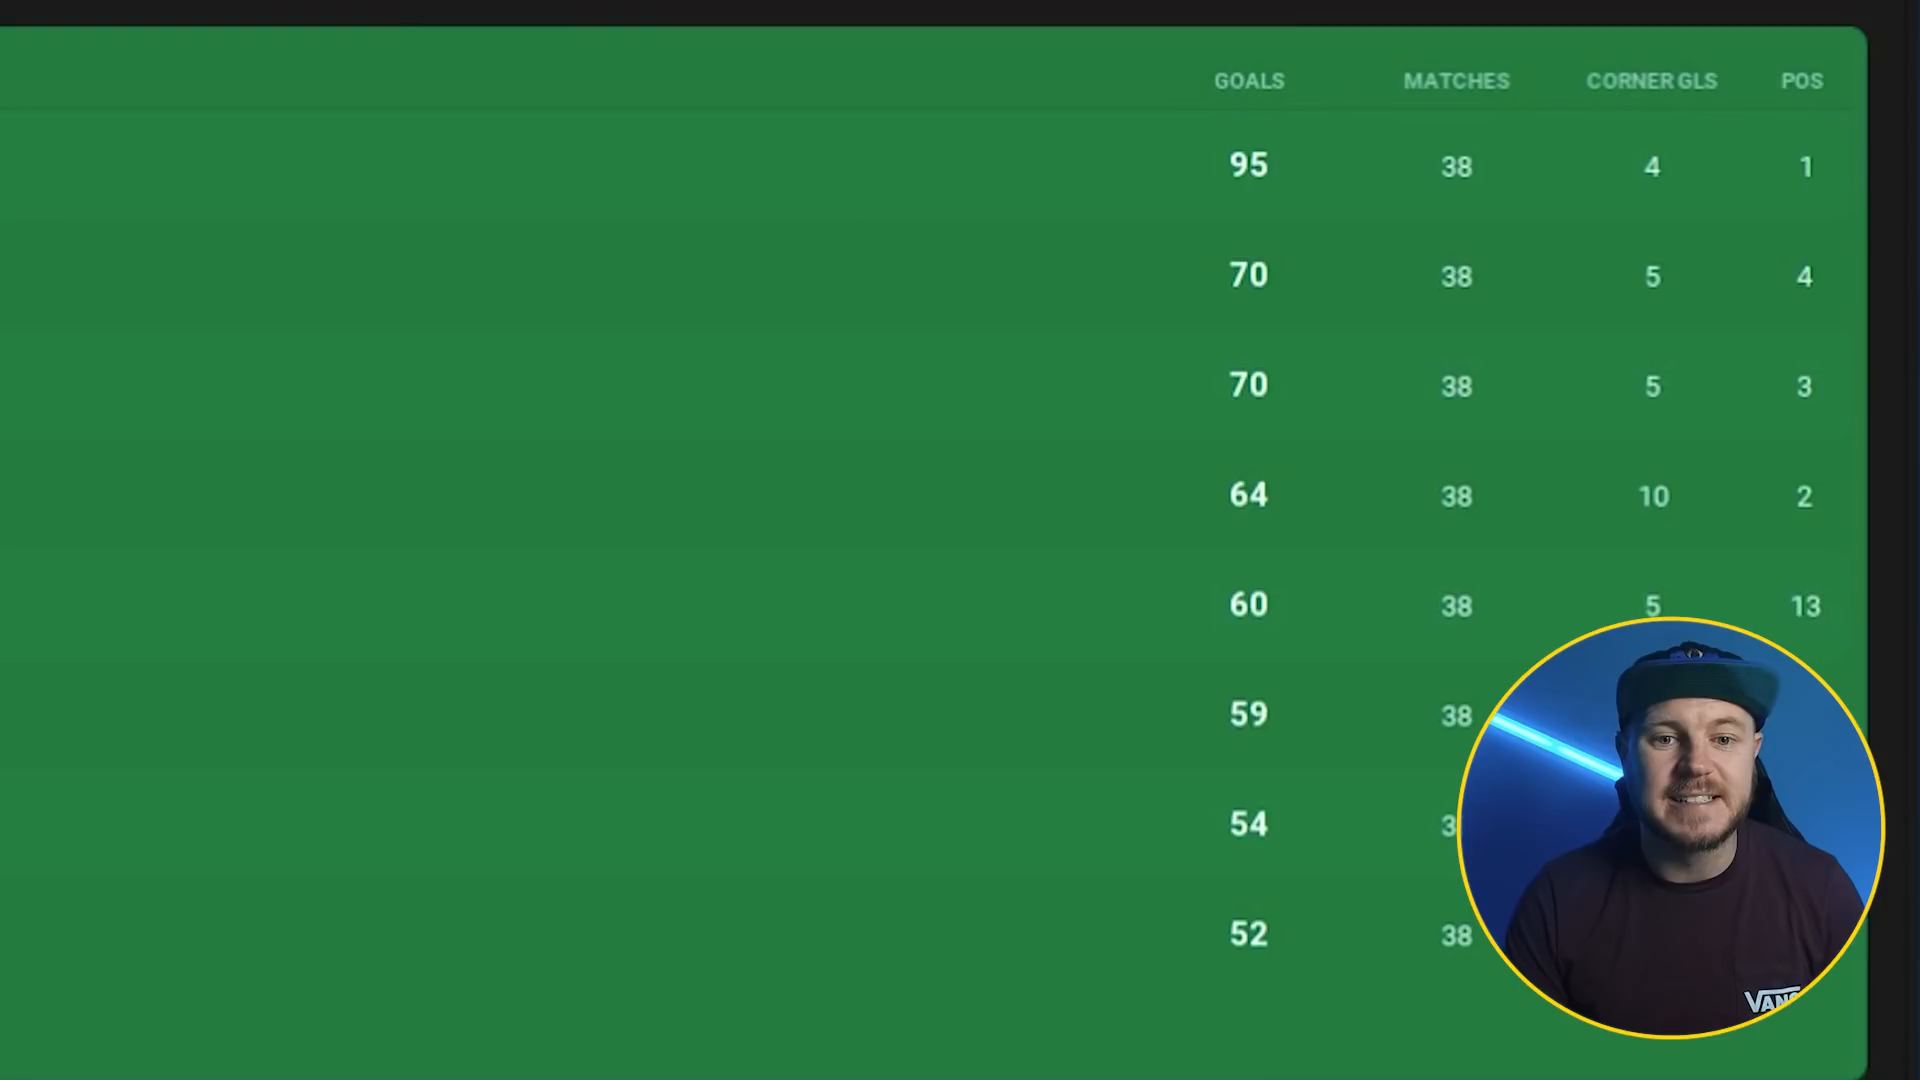 GOALS MATCHES CORNER GLS POS
95 38 4 1
70 38 5 4
70 38 5 3
64 38 10 2
60 38 5 13
59 38
54
52 38
VANS